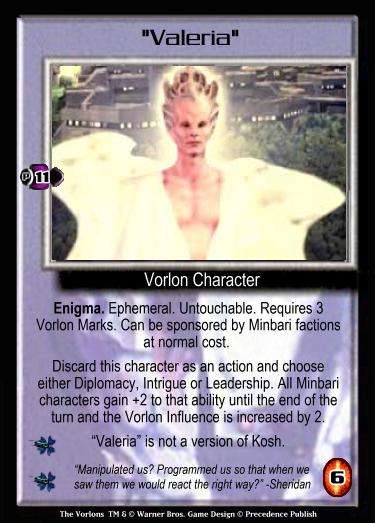 "Valeria"
P 11
Vorlon Character
Enigma. Ephemeral. Untouchable. Requires 3
Vorlon Marks. Can be sponsored by Minbari factions
at normal cost.
Discard this character as an action and choose
either Diplomacy, Intrigue or Leadership. All Minbari
characters gain +2 to that ability until the end of the
turn and the Vorlon Influence is increased by 2.
“Valeria” is not a version of Kosh.
“Manipulated us? Programmed us so that when we
saw them we would react the right way?” -Sheridan
6
The Vorlons TM & © Warner Bros. Game Design © Precedence Publish